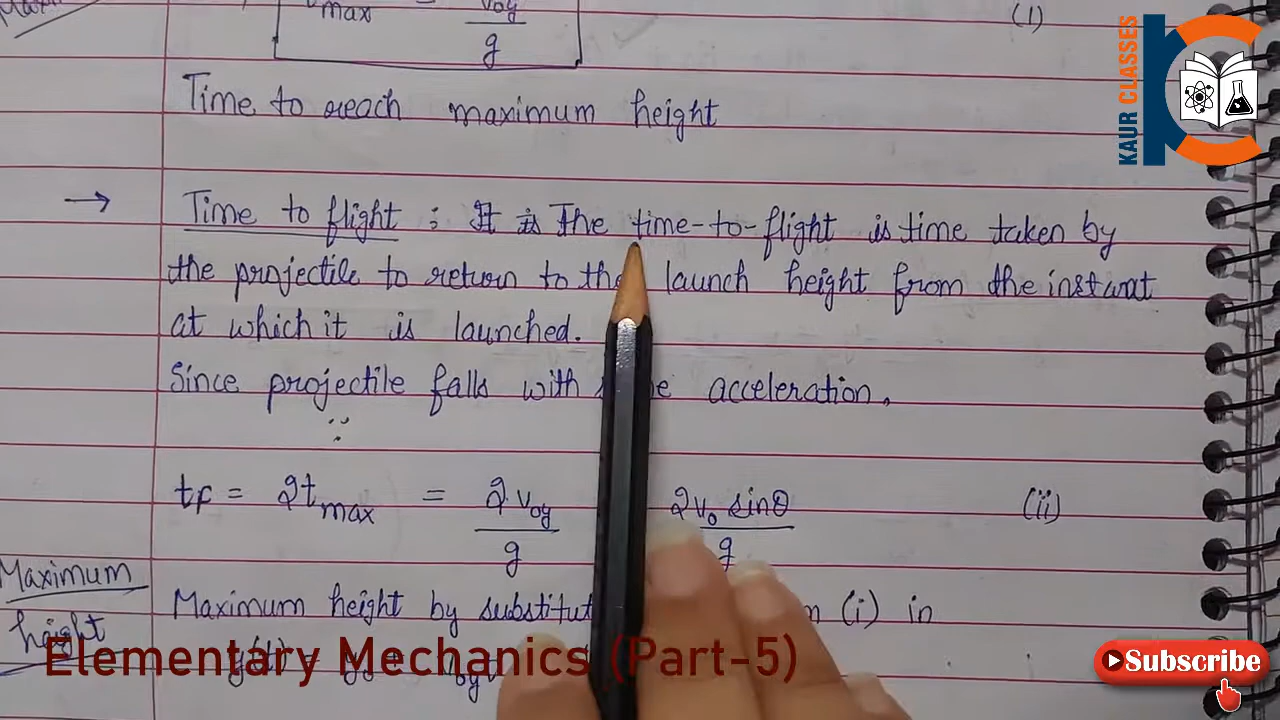 max
voy
g
(1)
Time to reach maximum height
→ Time to flight : It is The time-to-flight is time taken by
the projectile to return to the launch height from the instwat
at which it is launched.
Since projectile falls with acceleration,
∵
tF = 2tmax = 2voy / g 2vo sinθ / g (ii)
Maximum
height
Maximum height by substitut (i) in
KAUR CLASSES
Elementary Mechanics (Part-5)
Subscribe